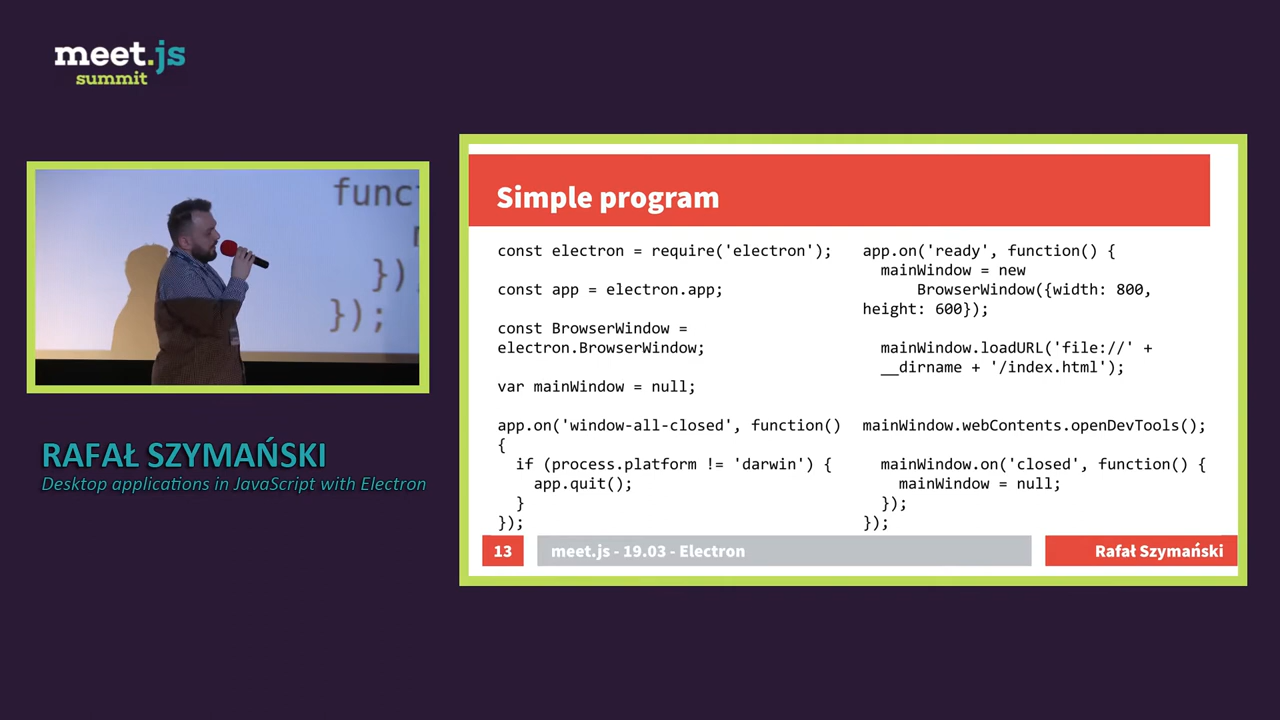 meet.js
summit
func
});
});
RAFAŁ SZYMAŃSKI
Desktop applications in JavaScript with Electron
Simple program
const electron = require('electron');
const app = electron.app;
const BrowserWindow =
electron.BrowserWindow;
var mainWindow = null;
app.on('window-all-closed', function()
{
if (process.platform != 'darwin') {
app.quit();
}
});
app.on('ready', function() {
mainWindow = new
BrowserWindow({width: 800,
height: 600});
mainWindow.loadURL('file://' +
__dirname + '/index.html');
mainWindow.webContents.openDevTools();
mainWindow.on('closed', function() {
mainWindow = null;
});
});
13
meet.js - 19.03 - Electron
Rafał Szymański